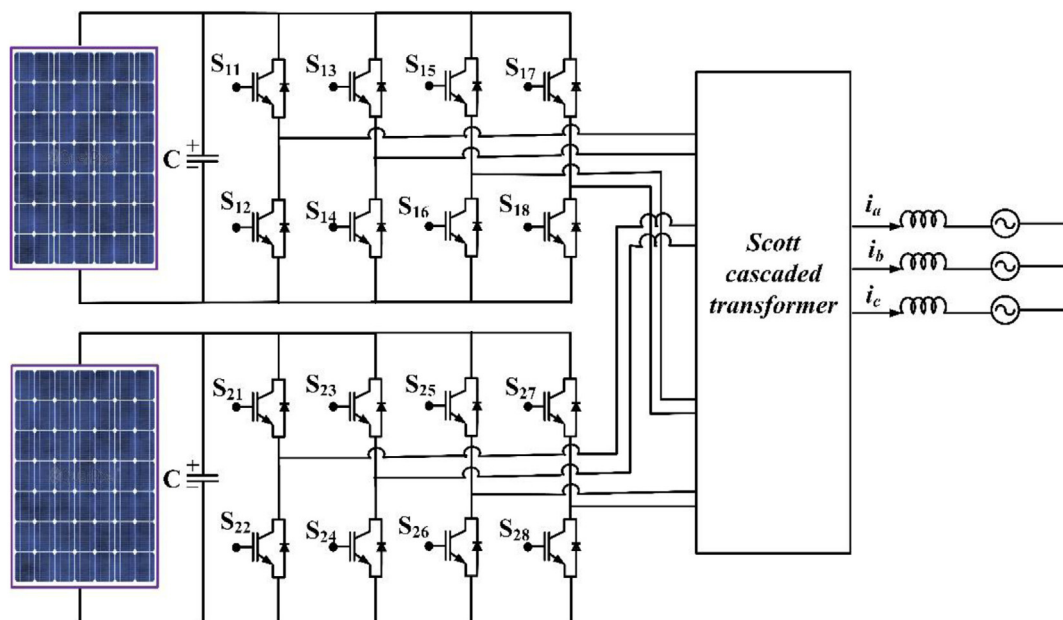 S11
S13
S15
S17
C
+
S12
S14
S16
S18
ia
ib
ic
Scott
cascaded
transformer
S21
S23
S25
S27
C
+
S22
S24
S26
S28